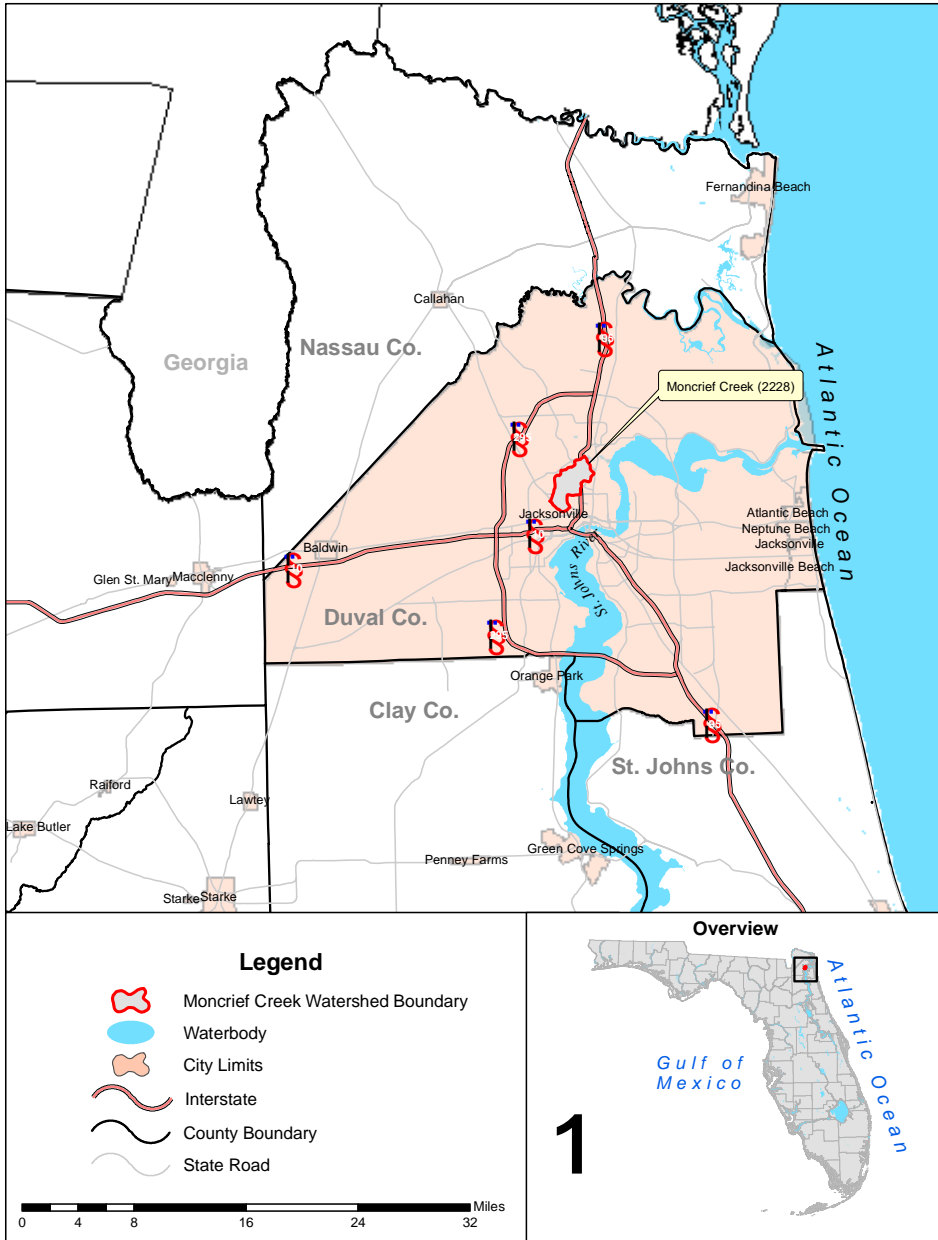 Fernandina Beach
Callahan
Georgia
Nassau Co.
Atlantic Ocean
Moncrief Creek (2228)
Jacksonville
Atlantic Beach
Neptune Beach
Jacksonville
Jacksonville Beach
Baldwin
Glen St. Mary
Macclenny
St. Johns River
Duval Co.
Orange Park
Clay Co.
St. Johns Co.
Raiford
Lawtey
Lake Butler
Green Cove Springs
Penney Farms
Starke
Starke
Legend
Moncrief Creek Watershed Boundary
Waterbody
City Limits
Interstate
County Boundary
State Road
Miles
0 4 8 16 24 32
Overview
Atlantic Ocean
Gulf of
Mexico
1